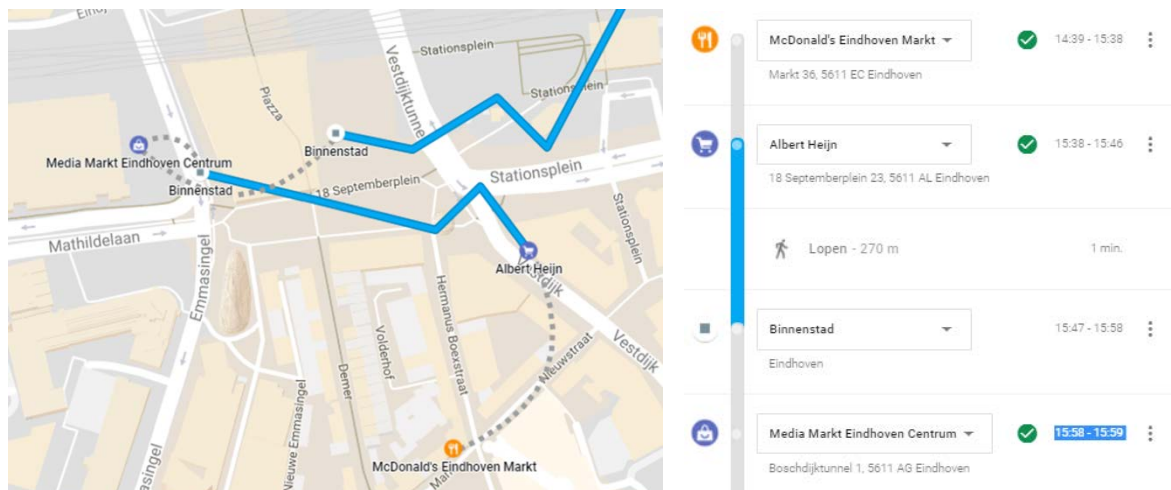 Stationsplein
Vestdijktunne
Piazza
Stationsplein
Binnenstad
Media Markt Eindhoven Centrum
Binnenstad
18 Septemberplein
Stationsplein
Stationsplein
Mathildelaan
Emmasingel
Albert Heijn
Vestdijk
Hermanus Boexstraat
Volderhof
Demer
Nieuwstraat
Vestdijk
Nieuwe Emmasingel
McDonald's Eindhoven Markt
singel
McDonald's Eindhoven Markt
14:39 - 15:38
Markt 36, 5611 EC Eindhoven
Albert Heijn
15:38 - 15:46
18 Septemberplein 23, 5611 AL Eindhoven
Lopen - 270 m
1 min.
Binnenstad
15:47 - 15:58
Eindhoven
Media Markt Eindhoven Centrum
15:58 - 15:59
Boschdijktunnel 1, 5611 AG Eindhoven